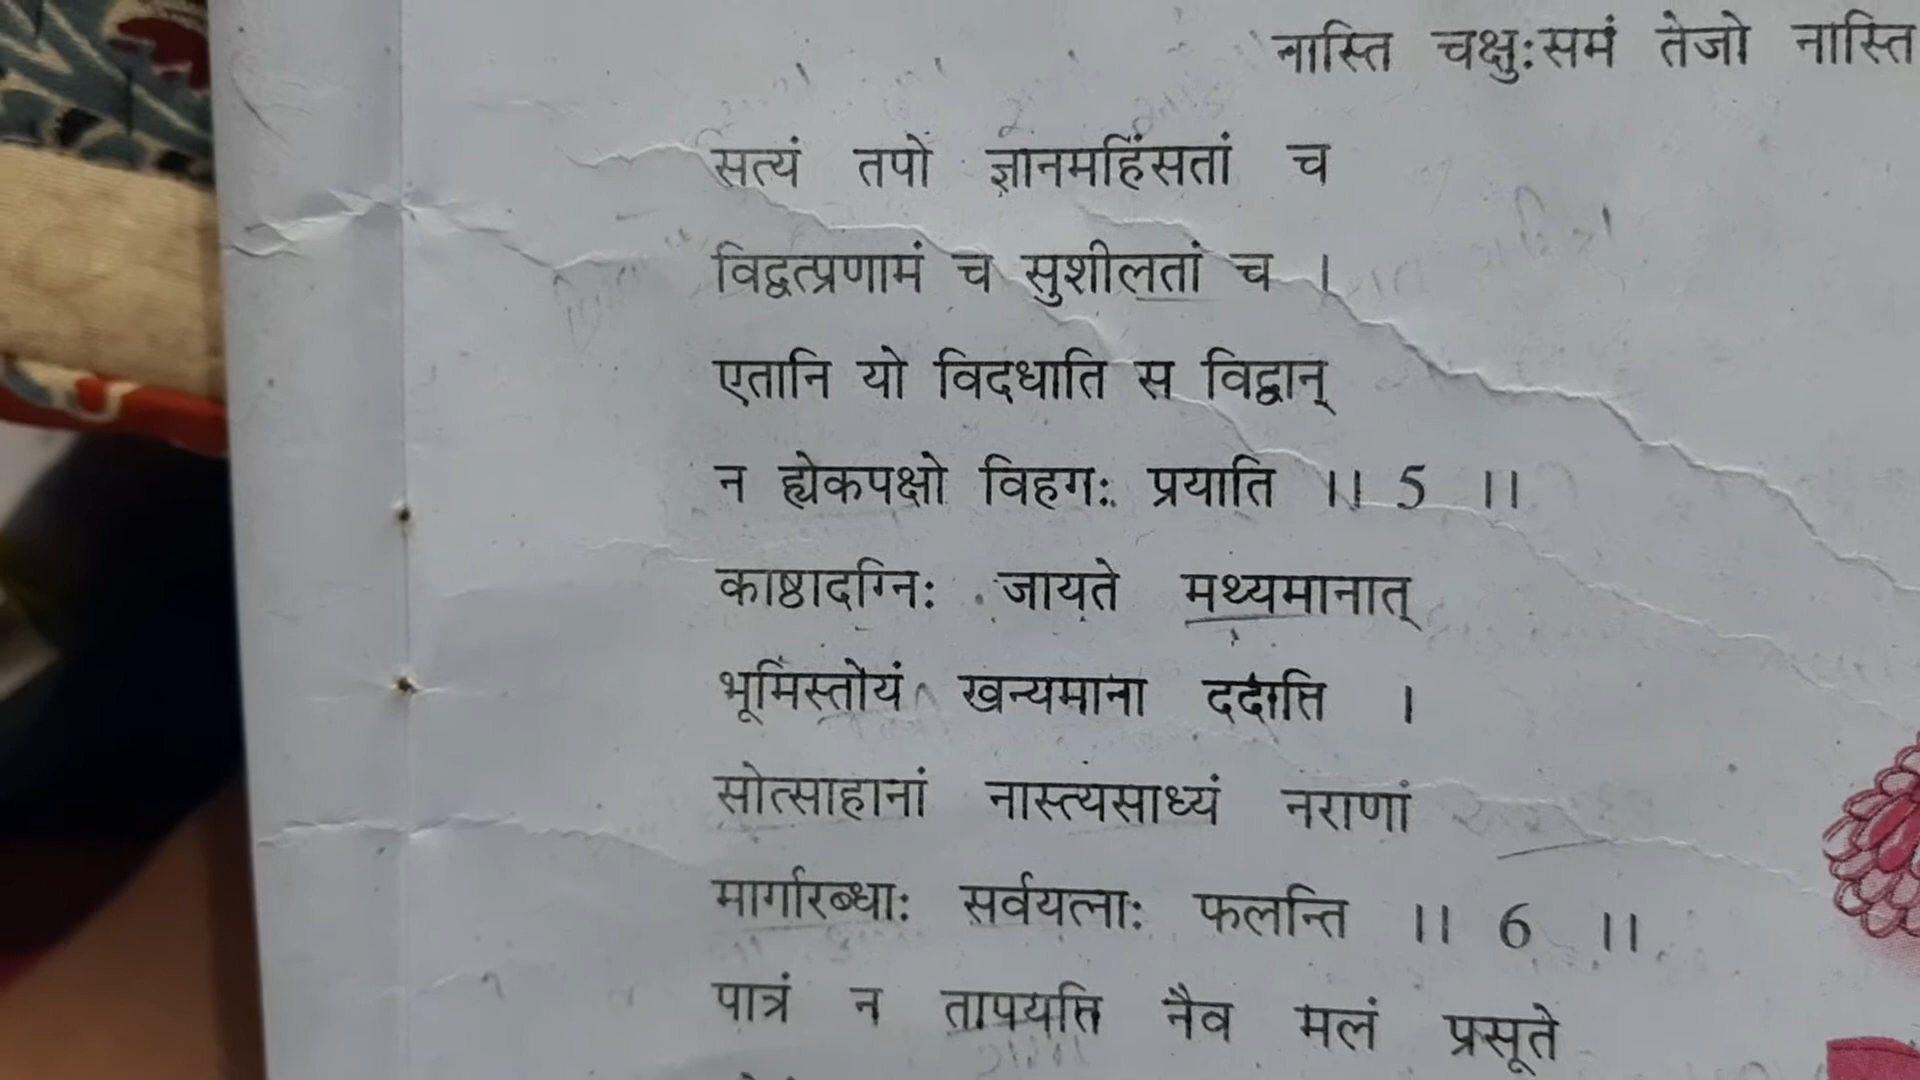 नास्ति चक्षुःसमं तेजो नास्ति
सत्यं तपो ज्ञानमहिंसतां च
विद्वत्प्रणामं च सुशीलतां च ।
एतानि यो विदधाति स विद्वान्
न ह्येकपक्षो विहगः प्रयाति ।। 5 ।।
काष्ठादग्निः जायते मथ्यमानात्
भूमिस्तोयं खन्यमाना ददाति ।
सोत्साहानां नास्त्यसाध्यं नराणां
मार्गारब्धाः सर्वयत्नाः फलन्ति ।। 6 ।।
पात्रं न तापयति नैव मलं प्रसूते